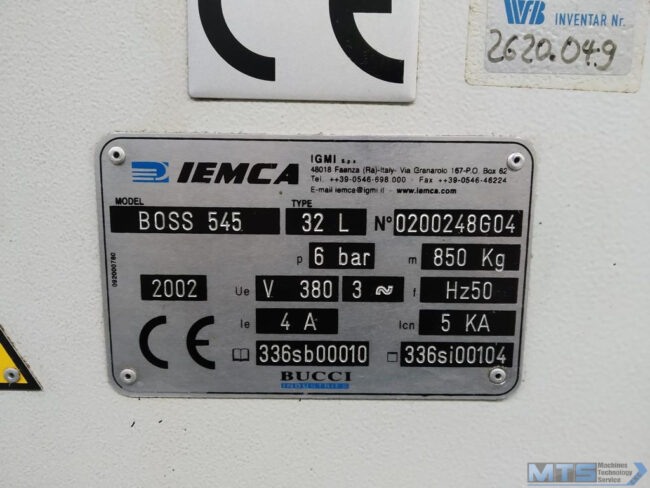 CE
WB INVENTAR Nr.
2620.049
IEMCA
IGMI s.p.a.
48018 Faenza (Ra)-Italy- Via Granarolo 167-P.O. Box 62
Tel. ++39-0546-698 000 - Fax ++39-0546-46224
E-mail iemca@igmi.it - www.iemca.com
MODEL BOSS 545 TYPE 32 L N° 0200248G04
p 6 bar m 850 Kg
2002 Ue V 380 3 f Hz50
CE Ie 4 A Icn 5 KA
336sb00010 336si00104
BUCCI
INDUSTRIES
092000780
MTS Machines
Technology
Service